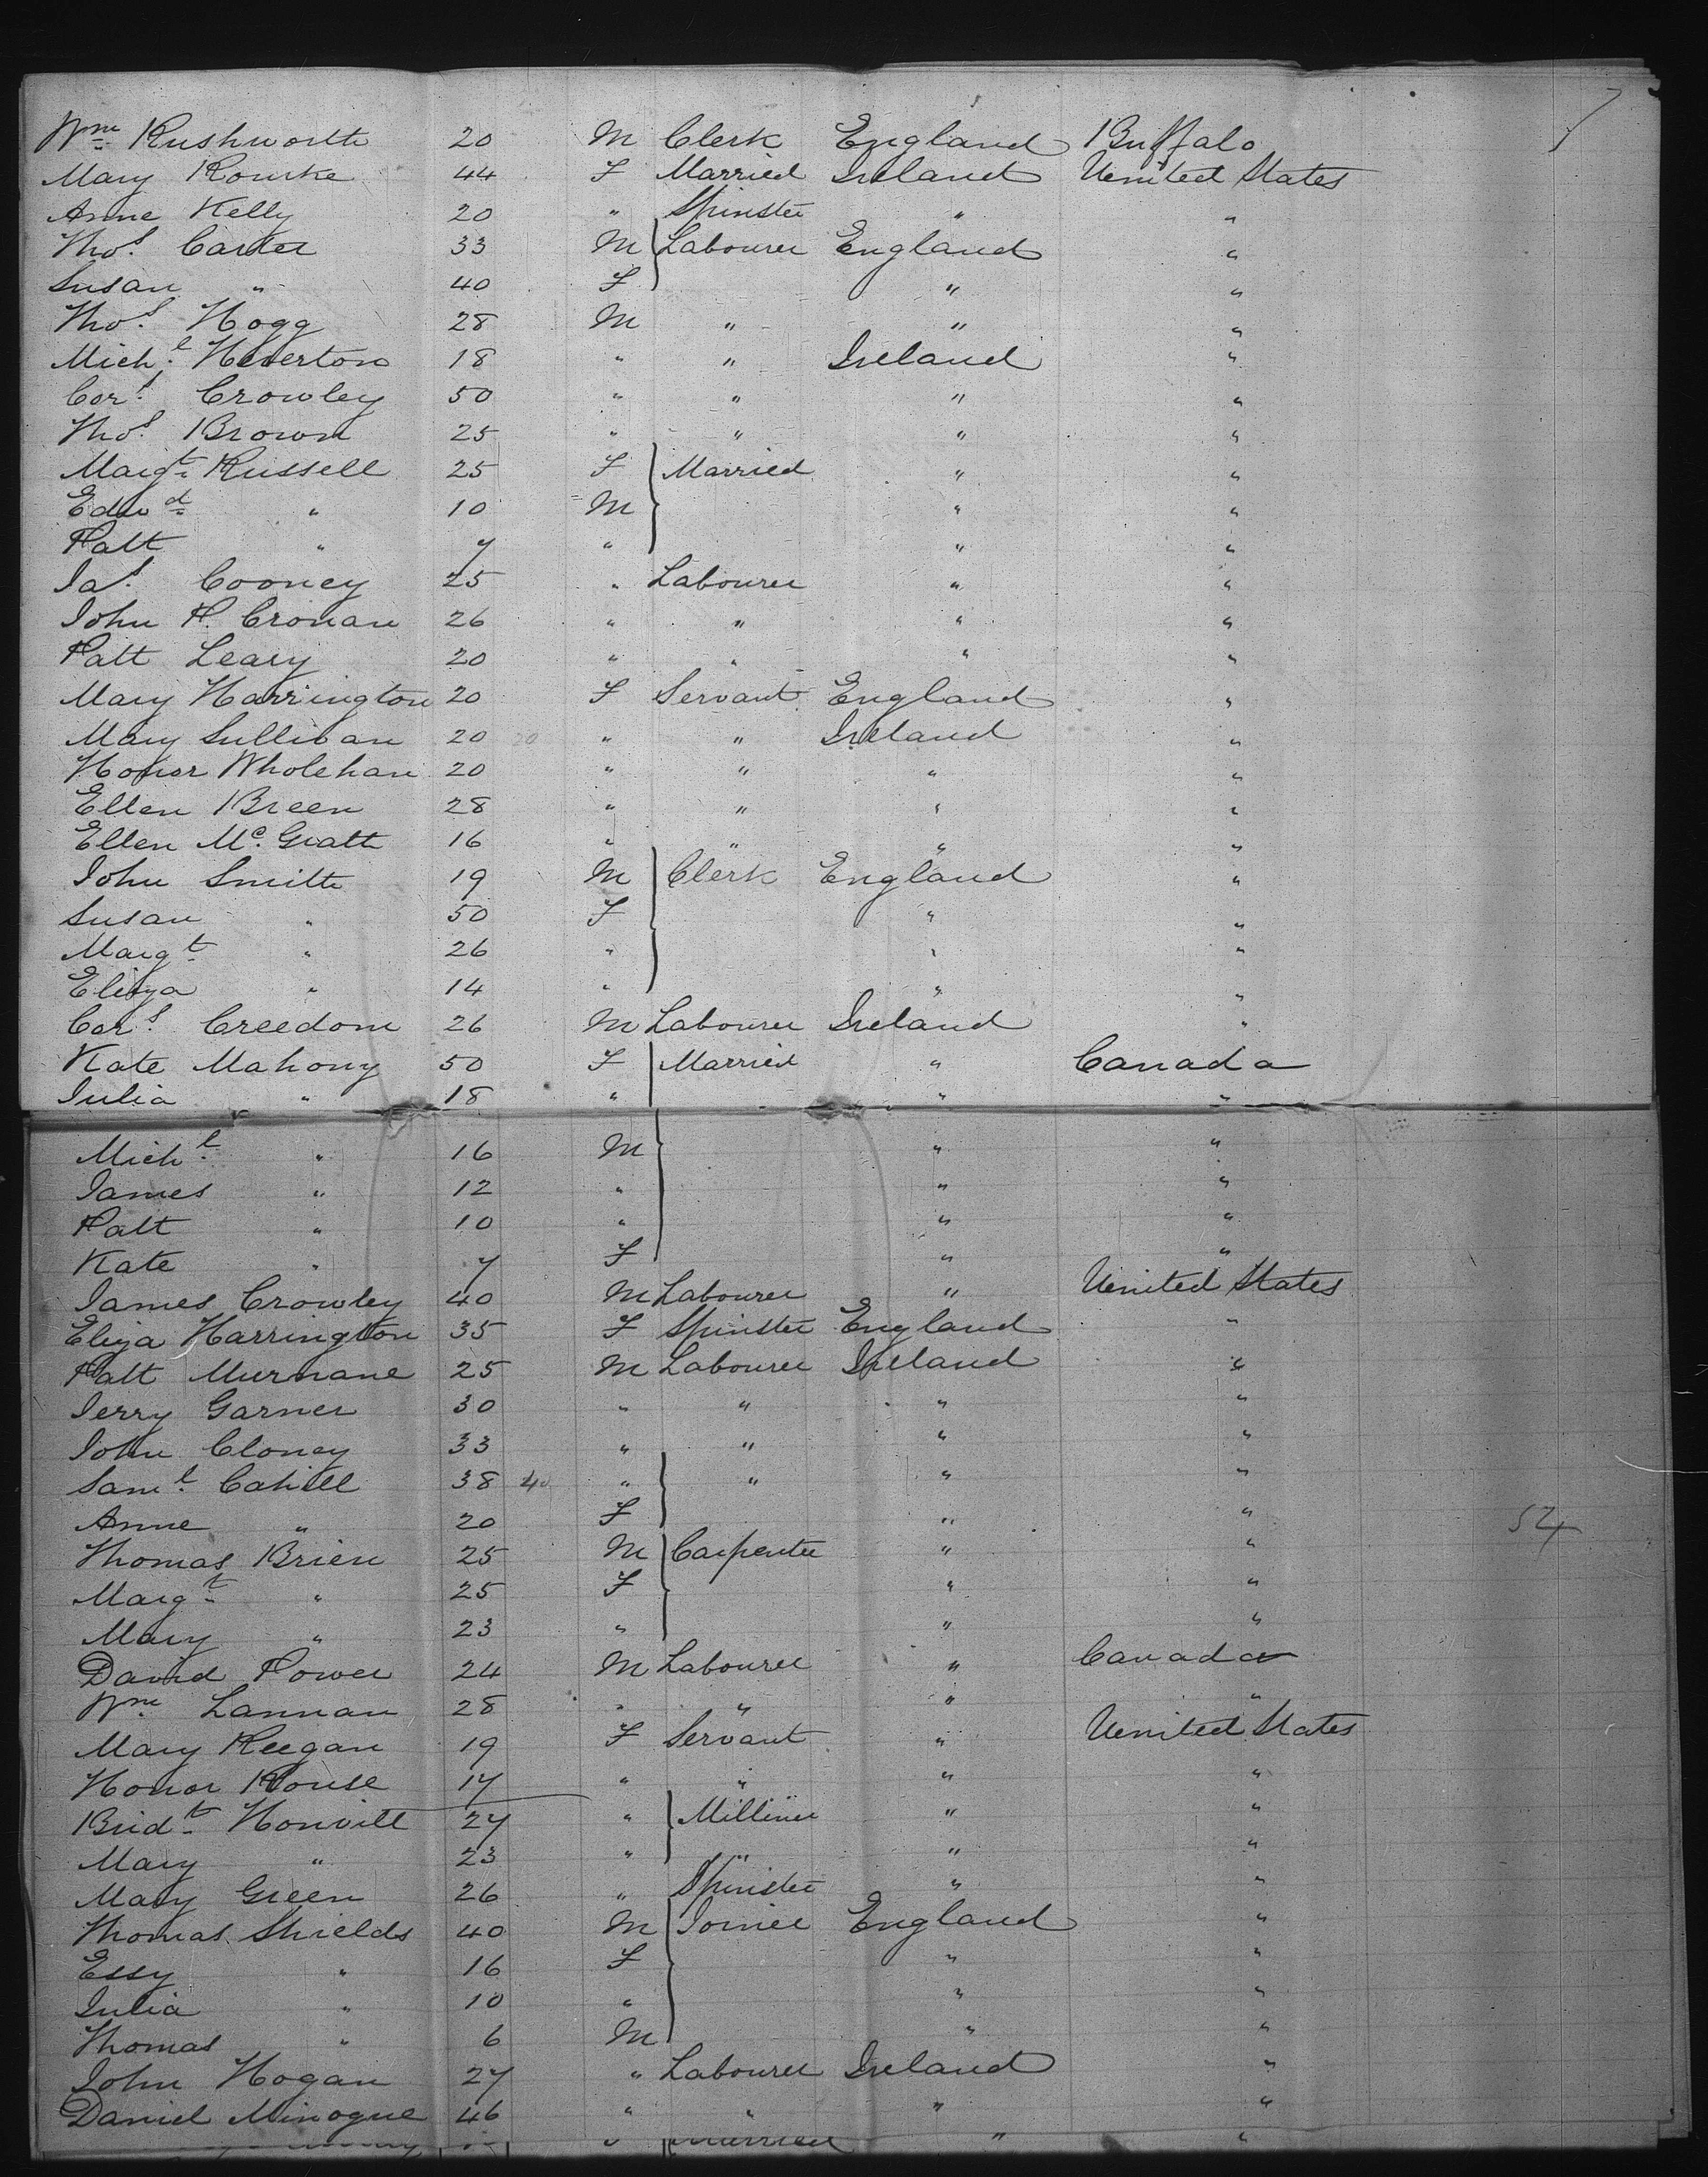 Wm Rushworth 20 M Clerk England Buffalo
Mary Rourke 44 F Married Ireland United States
Anne Kelly 20 " Spinster " "
Thos. Carter 33 M Labourer England "
Susan " 40 F " "
Thos. Hogg 28 M " " "
Michl. Heverton 18 " " Ireland "
Cors. Crowley 50 " " " "
Thos. Brown 25 " " " "
Margt. Russell 25 F Married " "
Edwd " 10 M " "
Patt " 7 " " "
Jas. Cooney 25 " Labourer " "
John P. Cronan 26 " " " "
Patt Leary 20 " " " "
Mary Harrington 20 F Servant England "
Mary Sullivan 20 20 " " Ireland "
Honor Wholehan 20 " " " "
Ellen Breen 28 " " " "
Ellen Mc. Gratt 16 " " " "
John Smith 19 M Clerk England "
Susan " 50 F " "
Margt " 26 " " "
Eliza " 14 " " "
Cors. Creedom 26 M Labourer Ireland "
Kate Mahony 50 F Married " Canada
Julia " 18 " " "
Michl. " 16 M " "
James " 12 " " "
Patt " 10 " " "
Kate " 7 F " "
James Crowley 40 M Labourer " United States
Eliza Harrington 35 F Spinster England "
Patt Murnane 25 M Labourer Ireland "
Jerry Garner 30 " " " "
John Cloney 33 " " " "
Saml. Cahill 38 40 " " " "
Anne " 20 F " "
Thomas Brien 25 M Carpenter " "
Margt " 25 F " "
Mary " 23 " " "
David Power 24 M Labourer " Canada
Wm. Lannan 28 " " " "
Mary Keegan 19 F Servant " United States
Honor Rouse 17 " " " "
Bridt Honvill 27 " Milliner " "
Mary " 23 " " " "
Mary Green 26 " Spinster " "
Thomas Shields 40 M Joiner England "
Essy " 16 F " "
Julia " 10 " " "
Thomas " 6 M " "
John Hogan 27 " Labourer Ireland "
Daniel Minogue 46 " " " "
Married " "
54